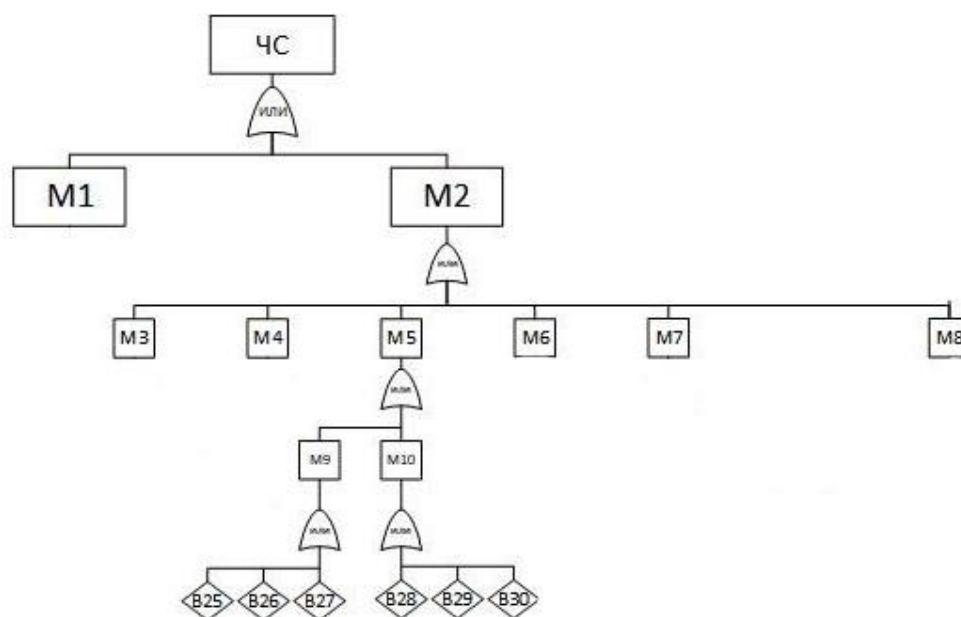 ЧС
ИЛИ
М1 М2
ИЛИ
М3 М4 М5 М6 М7 М8
ИЛИ
М9 М10
ИЛИ ИЛИ
В25 В26 В27 В28 В29 В30